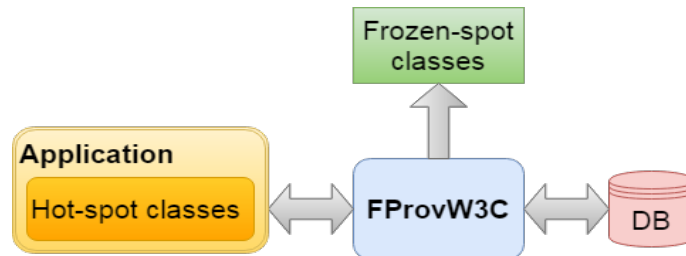 Frozen-spot
classes
Application
Hot-spot classes
FProvW3C
DB